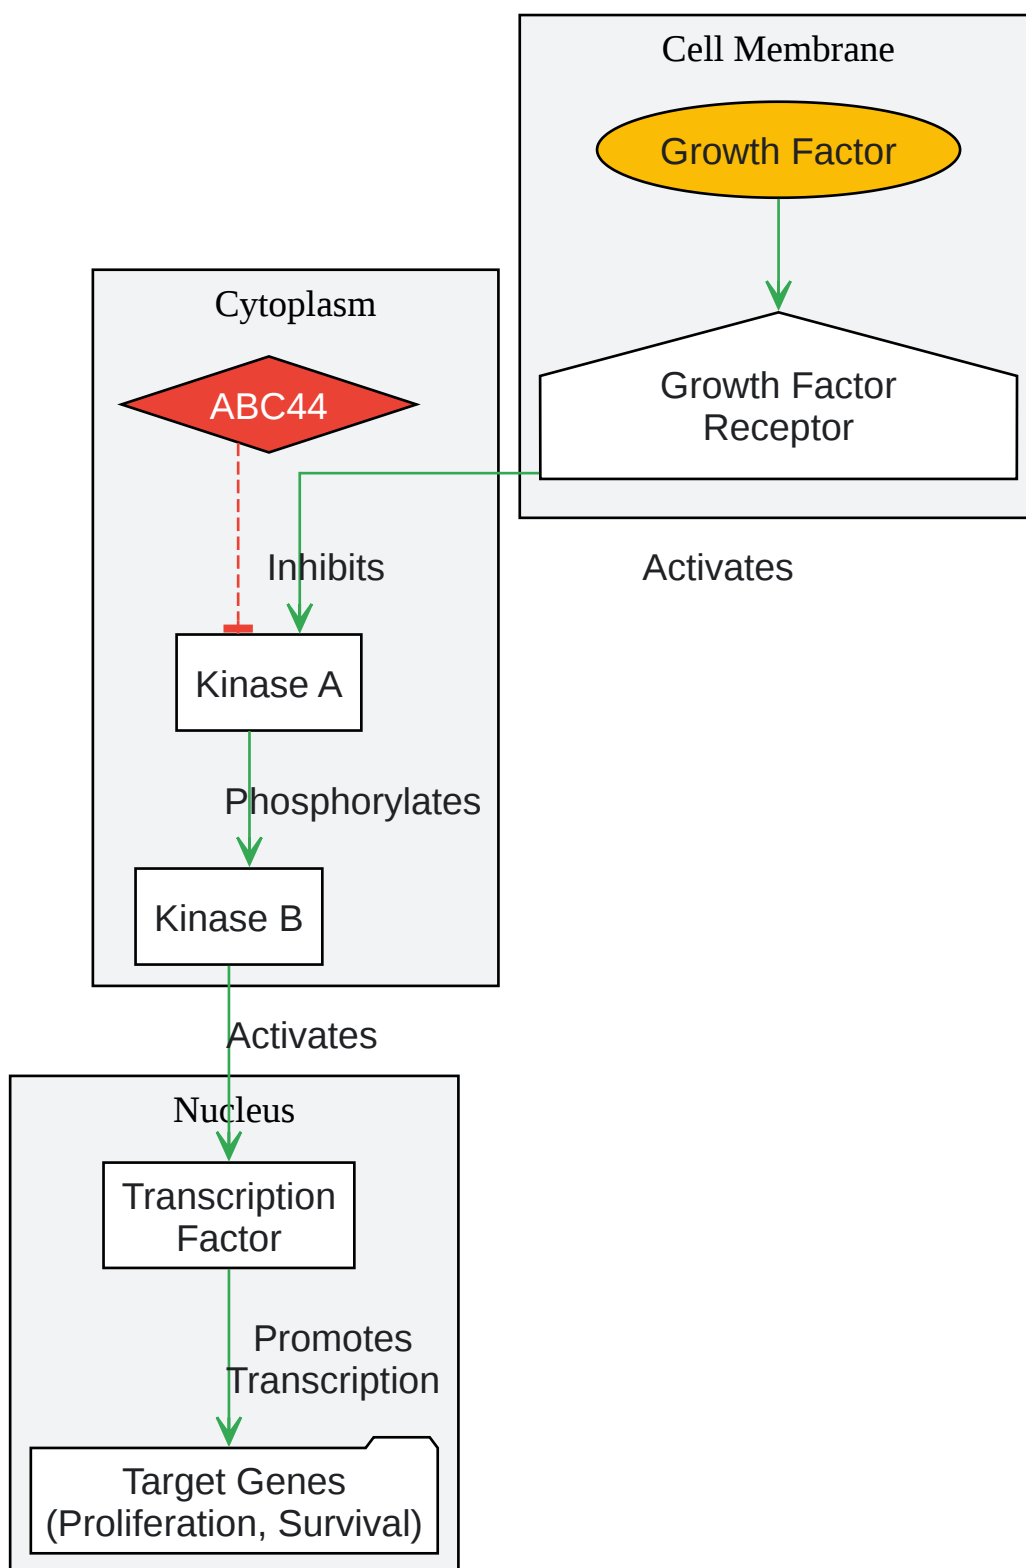 Cell Membrane
Growth Factor
Growth Factor
Receptor
Activates
Cytoplasm
ABC44
Inhibits
Kinase A
Phosphorylates
Kinase B
Activates
Nucleus
Transcription
Factor
Promotes
Transcription
Target Genes
(Proliferation, Survival)